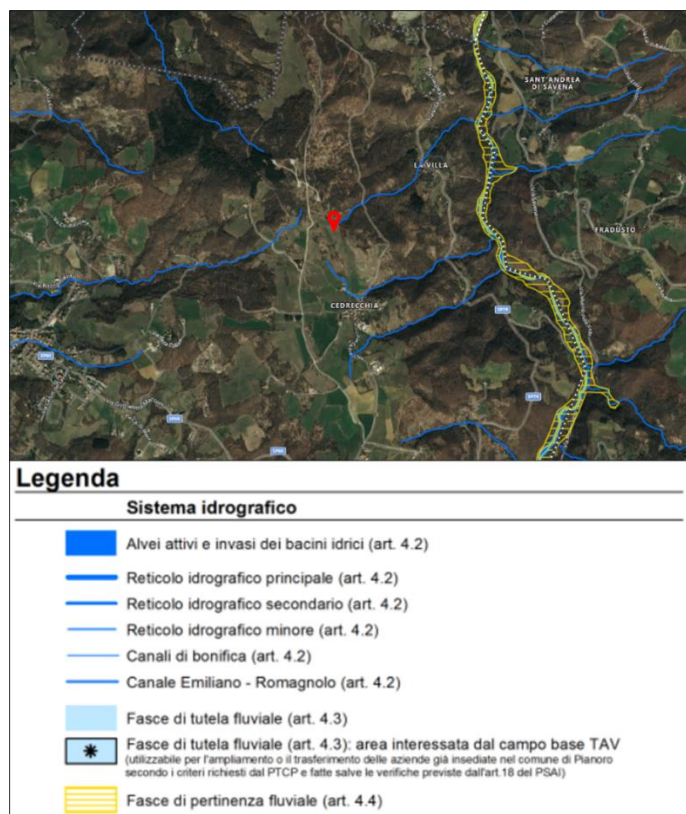 SANT'ANDREA
DI SAVENA
LA VILLA
FRADUSTO
CEDRECCHIA
Legenda
Sistema idrografico
Alvei attivi e invasi dei bacini idrici (art. 4.2)
Reticolo idrografico principale (art. 4.2)
Reticolo idrografico secondario (art. 4.2)
Reticolo idrografico minore (art. 4.2)
Canali di bonifica (art. 4.2)
Canale Emiliano - Romagnolo (art. 4.2)
Fasce di tutela fluviale (art. 4.3)
Fasce di tutela fluviale (art. 4.3): area interessata dal campo base TAV
(utilizzabile per l'ampliamento o il trasferimento delle aziende già insediate nel comune di Pianoro
secondo i criteri richiesti dal PTCP e fatte salve le verifiche previste dall'art.18 del PSAI)
Fasce di pertinenza fluviale (art. 4.4)